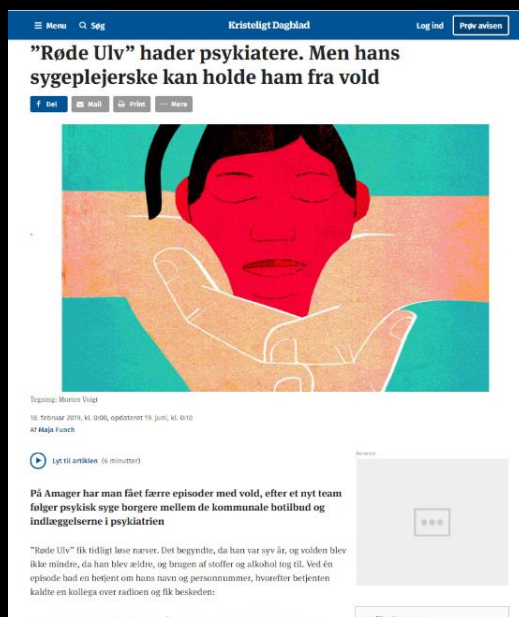 Menu Søg Kristeligt Dagblad Log ind Prøv avisen
”Røde Ulv” hader psykiatere. Men hans
sygeplejerske kan holde ham fra vold
Del Mail Print Mere
Tegning: Morten Voigt
18. februar 2019, kl. 0:00, opdateret 19. juni, kl. 0:10
Af Maja Funch
Lyt til artiklen (6 minutter)
Annonce
På Amager har man fået færre episoder med vold, efter et nyt team
følger psykisk syge borgere mellem de kommunale botilbud og
indlæggelserne i psykiatrien
”Røde Ulv” fik tidligt løse næver. Det begyndte, da han var syv år, og volden blev
ikke mindre, da han blev ældre, og brugen af stoffer og alkohol tog til. Ved én
episode bad en betjent om hans navn og personnummer, hvorefter betjenten
kaldte en kollega over radioen og fik beskeden: